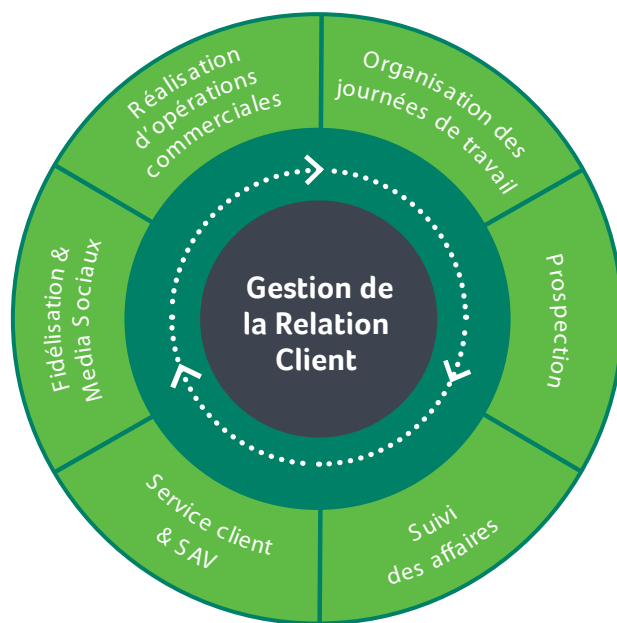 Réalisation
d'opérations
commerciales
Organisation des
journées de travail
Prospection
Suivi
des affaires
Service client
& SAV
Fidélisation &
Media Sociaux
Gestion de
la Relation
Client